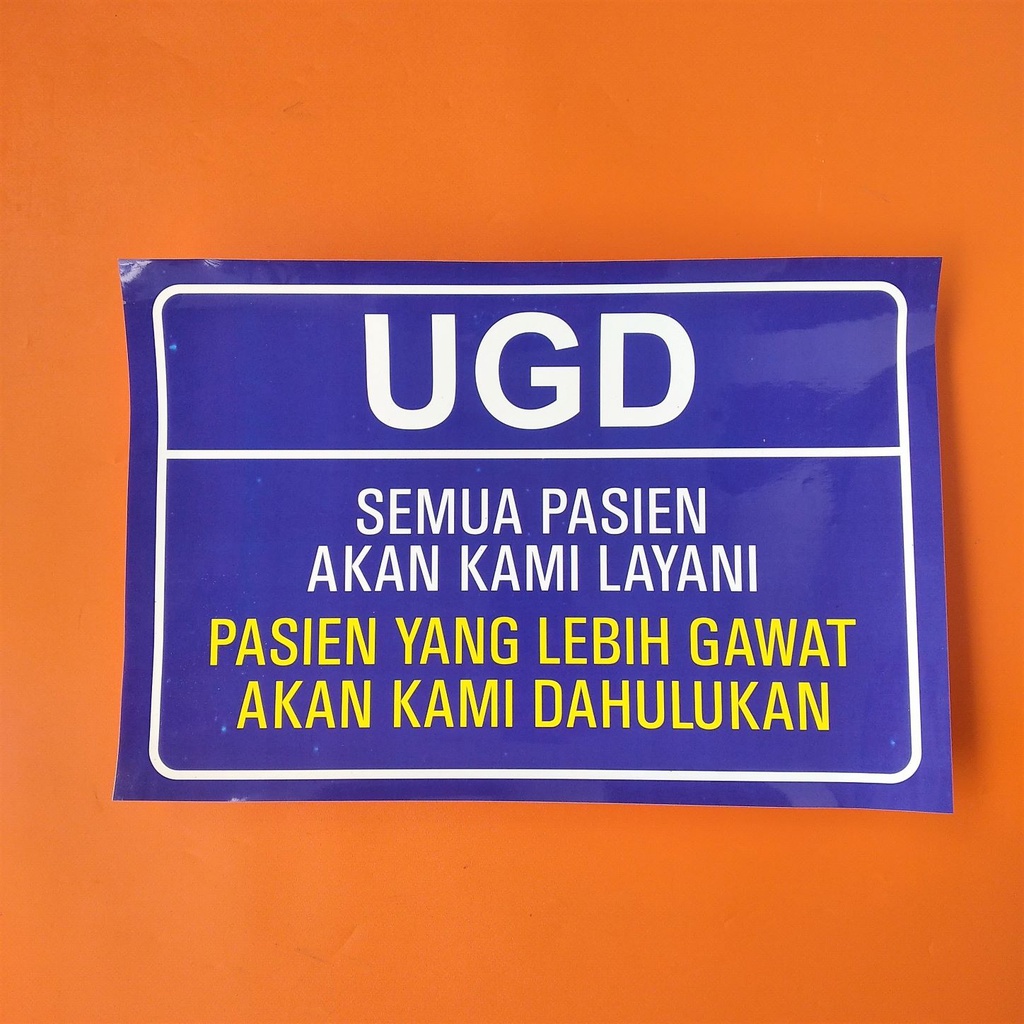 UGD
SEMUA PASIEN
AKAN KAMI LAYANI
PASIEN YANG LEBIH GAWAT
AKAN KAMI DAHULUKAN